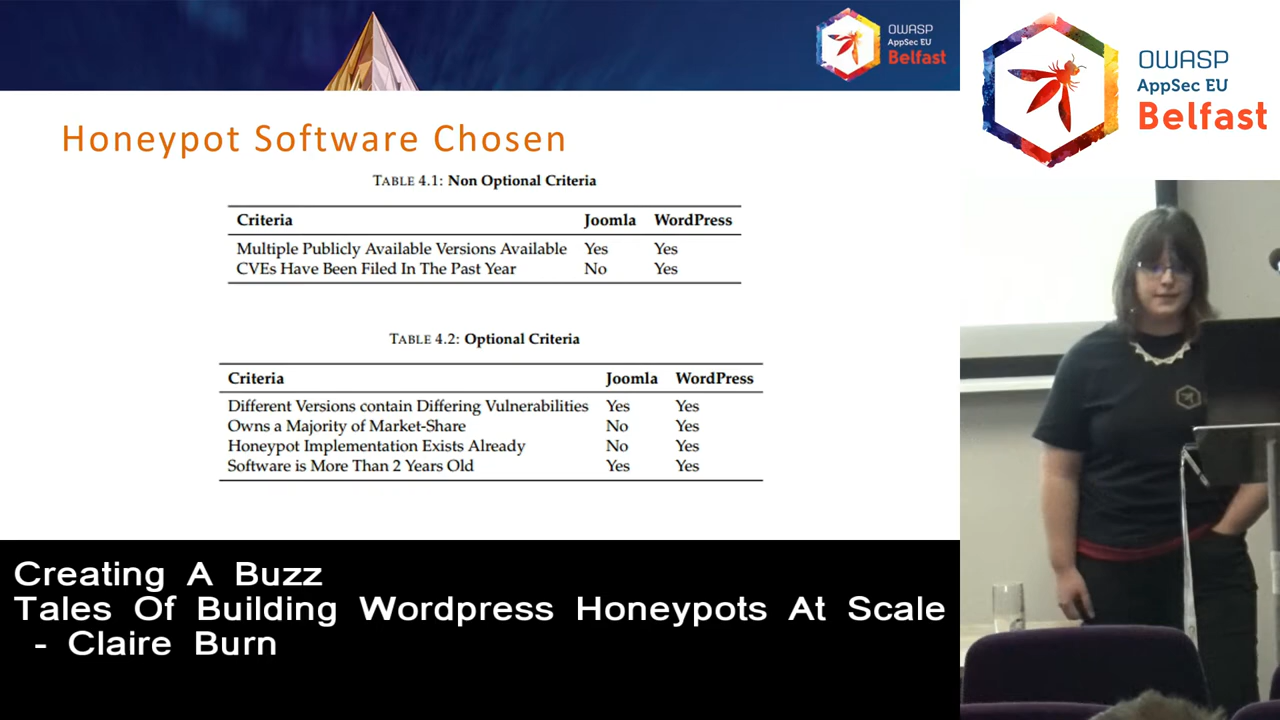 OWASP
AppSec EU
Belfast
OWASP
AppSec EU
Belfast
Honeypot Software Chosen
TABLE 4.1: Non Optional Criteria
Criteria Joomla WordPress
Multiple Publicly Available Versions Available Yes Yes
CVEs Have Been Filed In The Past Year No Yes
TABLE 4.2: Optional Criteria
Criteria Joomla WordPress
Different Versions contain Differing Vulnerabilities Yes Yes
Owns a Majority of Market-Share No Yes
Honeypot Implementation Exists Already No Yes
Software is More Than 2 Years Old Yes Yes
Creating A Buzz
Tales Of Building Wordpress Honeypots At Scale
- Claire Burn